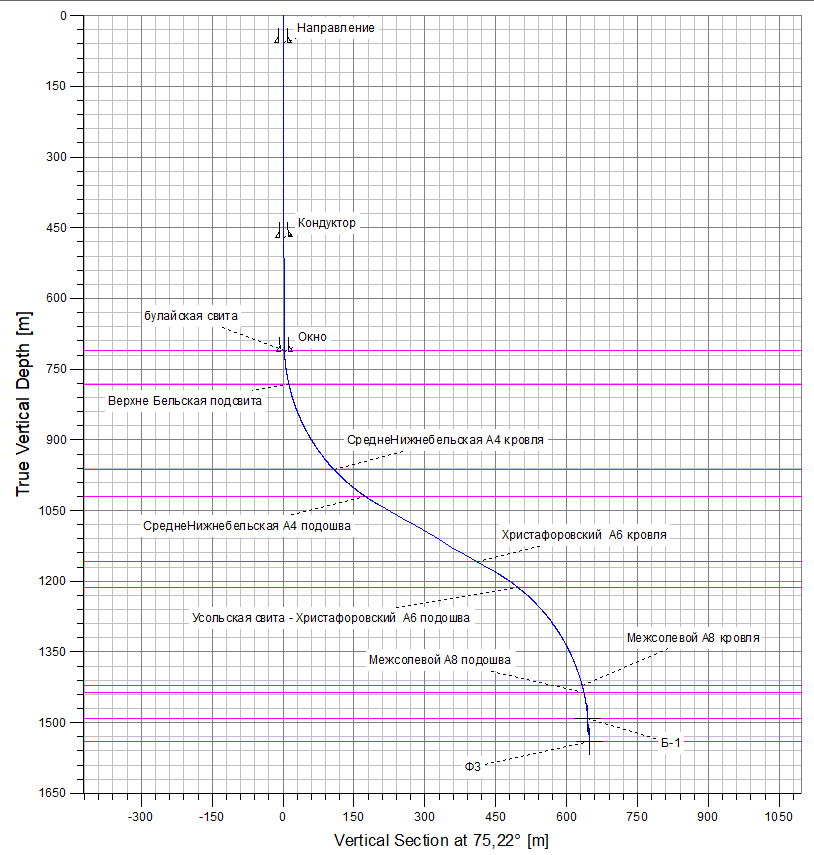 0
Направление
150
300
450
Кондуктор
600
булайская свита
Окно
750
Верхне Бельская подсвита
900
СреднеНижнебельская А4 кровля
1050
СреднеНижнебельская А4 подошва
Христафоровский А6 кровля
1200
Усольская свита - Христафоровский А6 подошва
Межсолевой А8 кровля
1350
Межсолевой А8 подошва
1500
Б-1
ФЗ
1650
True Vertical Depth [m]
-300 -150 0 150 300 450 600 750 900 1050
Vertical Section at 75,22° [m]